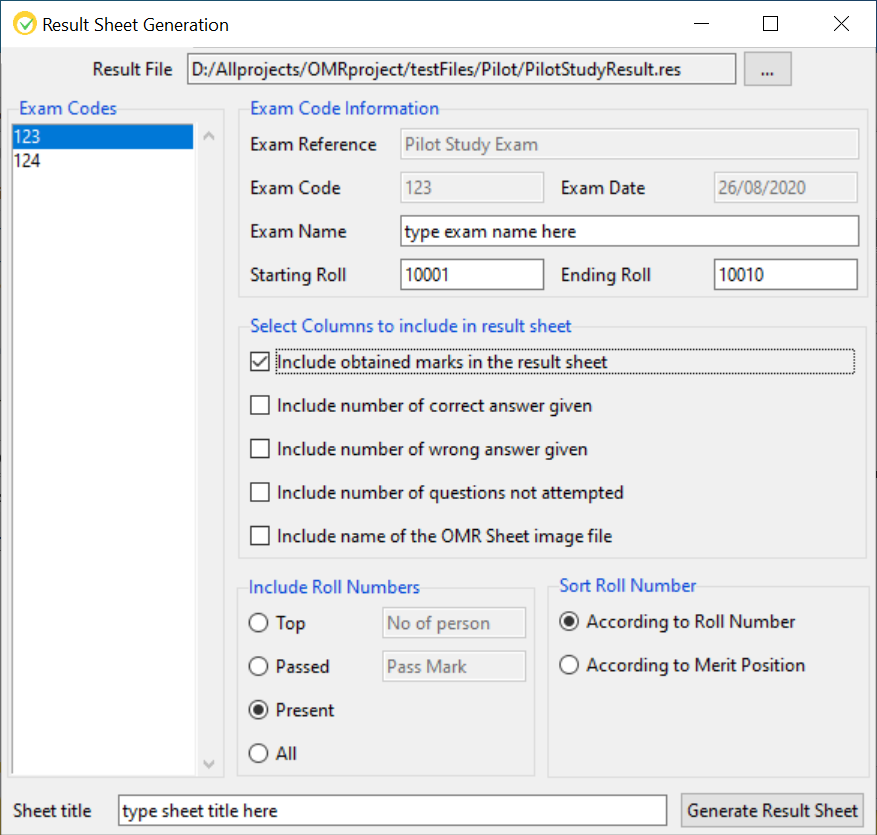 Result Sheet Generation
Result File D:/Allprojects/OMRproject/testFiles/Pilot/PilotStudyResult.res ...
Exam Codes
123
124
Exam Code Information
Exam Reference Pilot Study Exam
Exam Code 123 Exam Date 26/08/2020
Exam Name type exam name here
Starting Roll 10001 Ending Roll 10010
Select Columns to include in result sheet
Include obtained marks in the result sheet
Include number of correct answer given
Include number of wrong answer given
Include number of questions not attempted
Include name of the OMR Sheet image file
Include Roll Numbers
Top No of person
Passed Pass Mark
Present
All
Sort Roll Number
According to Roll Number
According to Merit Position
Sheet title type sheet title here Generate Result Sheet